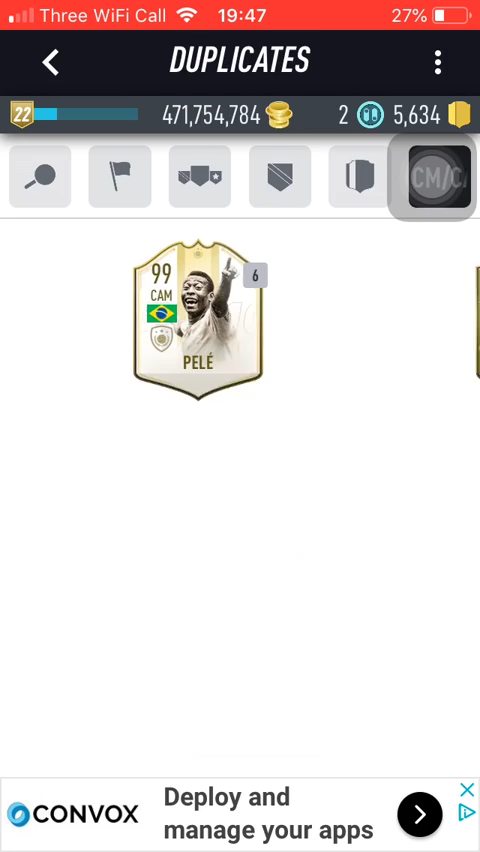 Three WiFi Call 19:47 27%
DUPLICATES
22 471,754,784 2 5,634
CM/C
99
CAM
6
PELÉ
CONVOX
Deploy and
manage your apps